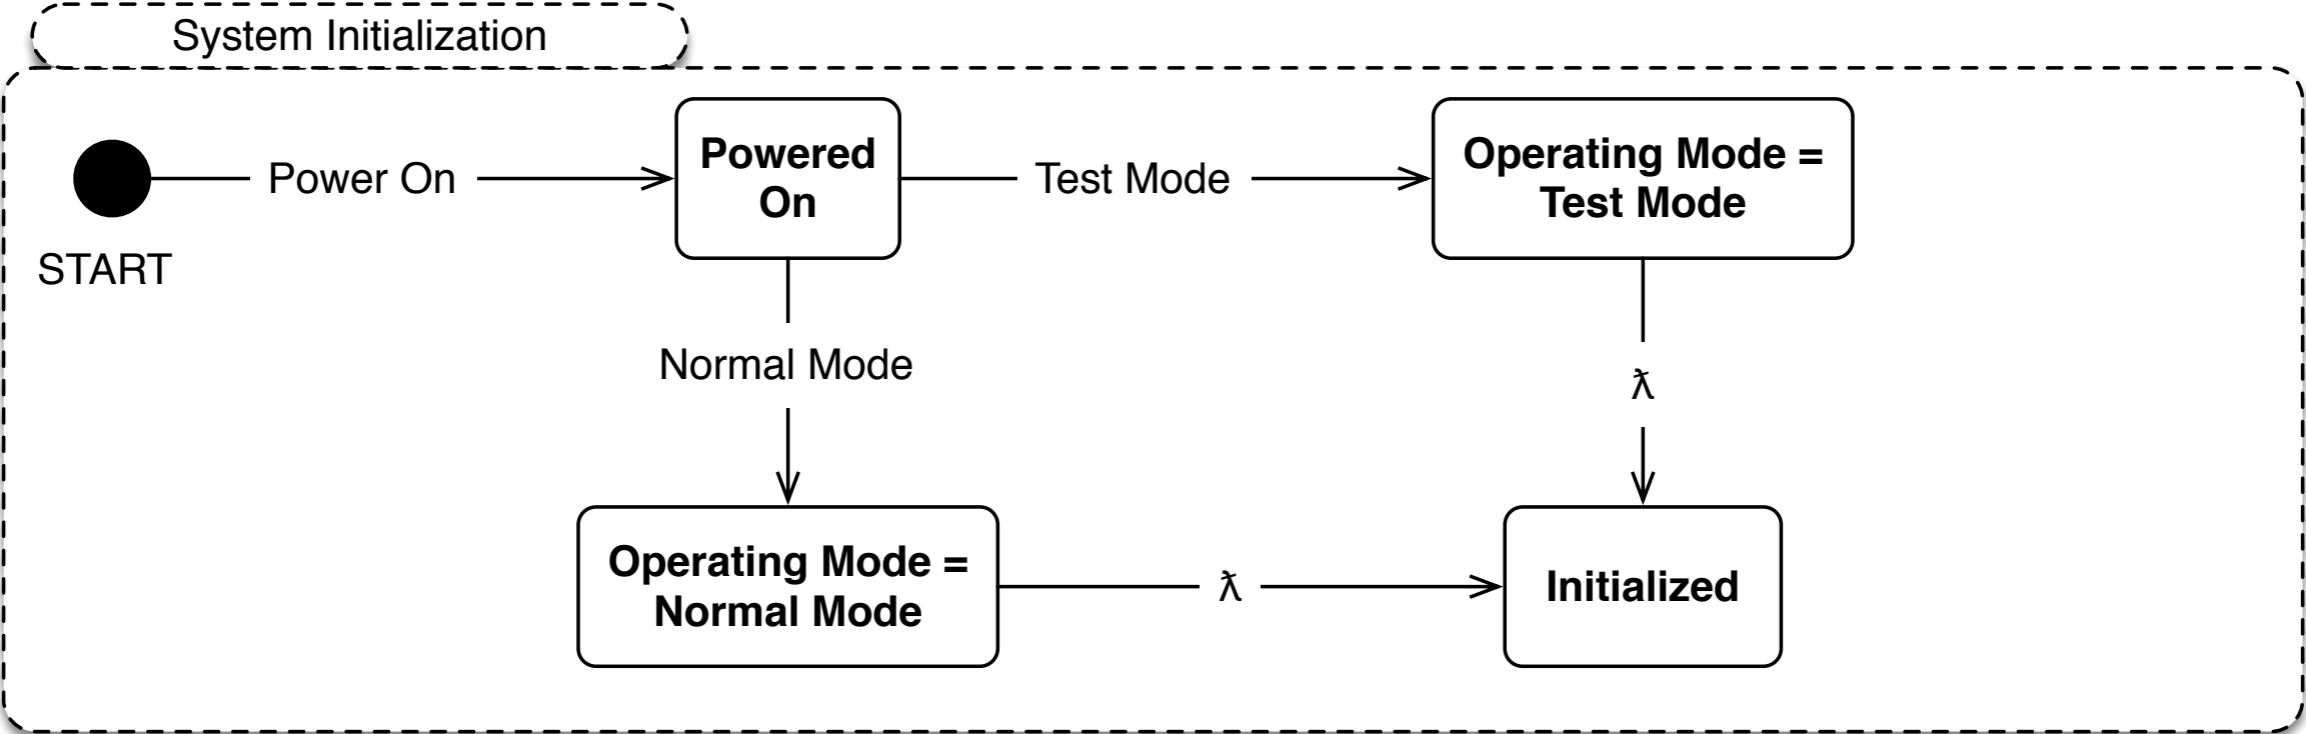 System Initialization
Power On
Powered
On
Test Mode
Operating Mode =
Test Mode
START
Normal Mode
ƛ
Operating Mode =
Normal Mode
ƛ
Initialized